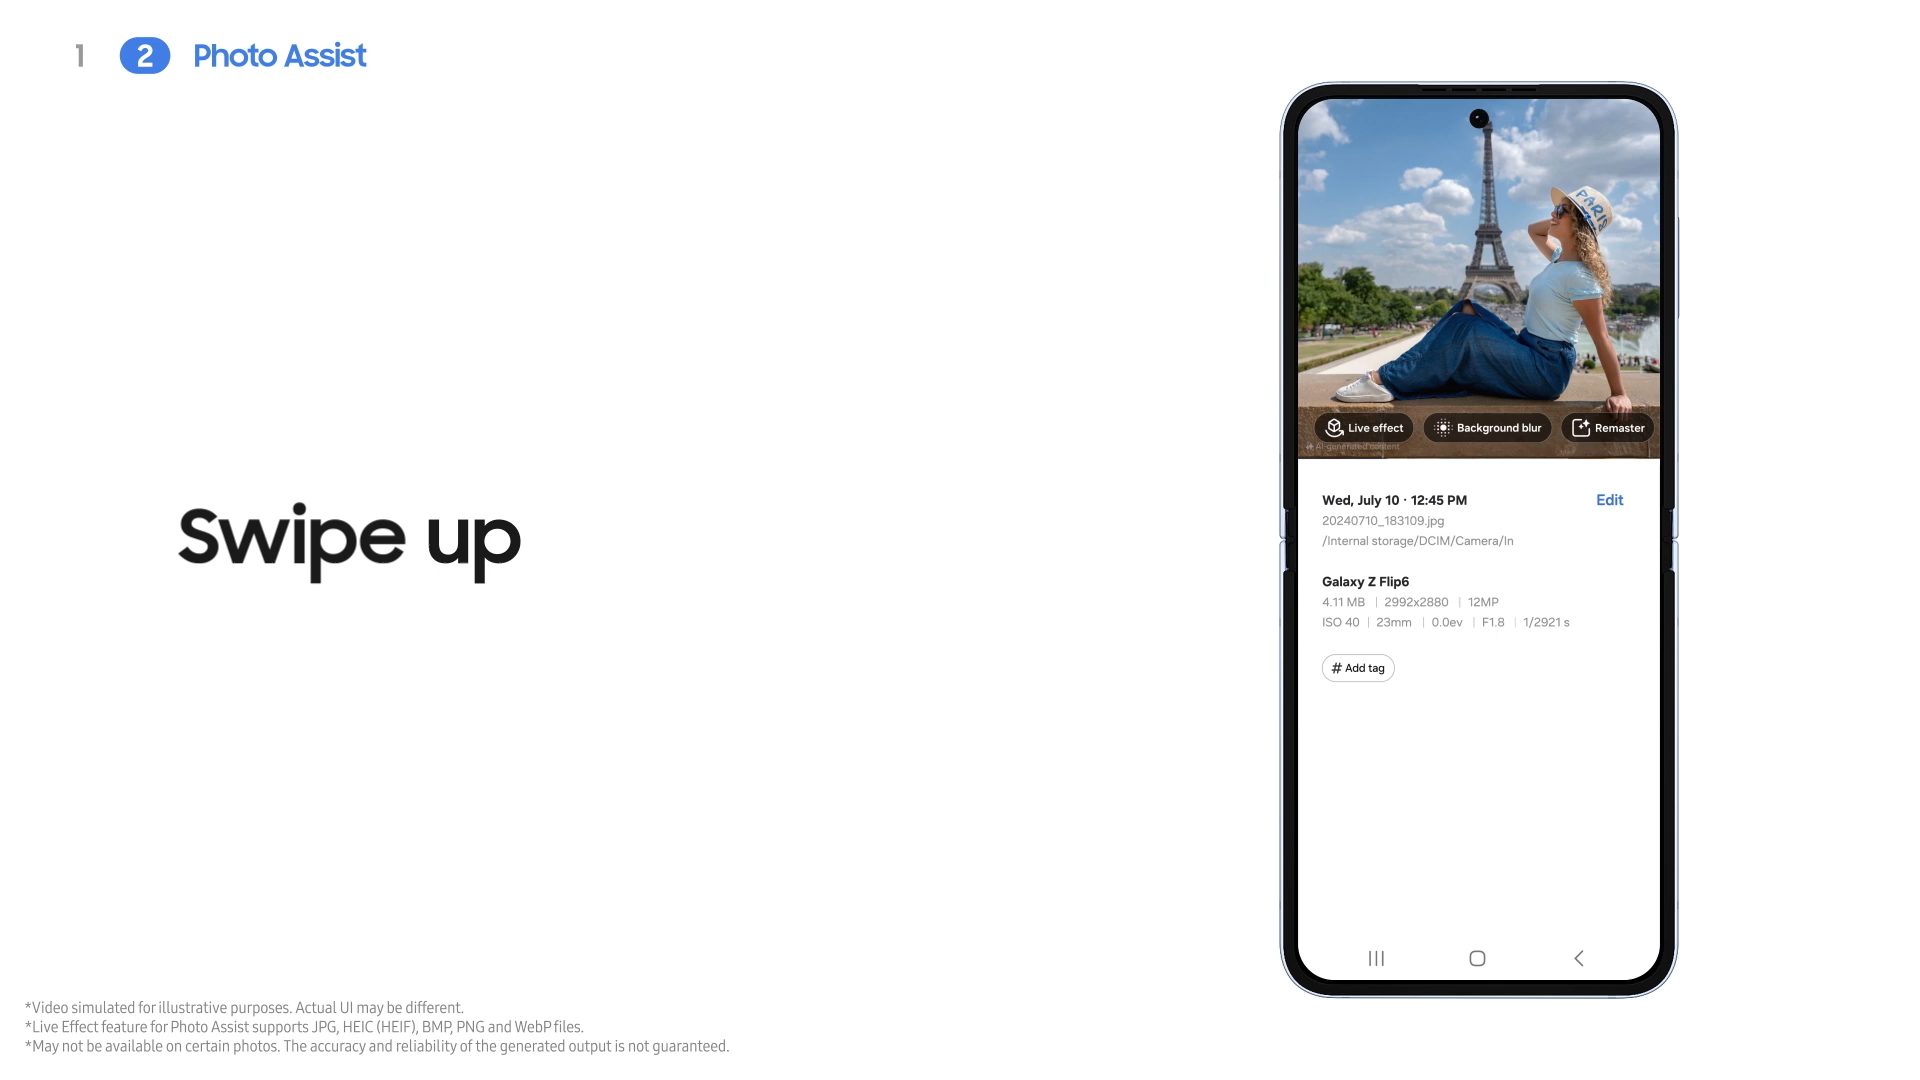 1 2 Photo Assist
Swipe up
PARIS
Live effect
Background blur
Remaster
AI-generated content
Wed, July 10 · 12:45 PM
Edit
20240710_183109.jpg
/Internal storage/DCIM/Camera/In
Galaxy Z Flip6
4.11 MB | 2992x2880 | 12MP
ISO 40 | 23mm | 0.0ev | F1.8 | 1/2921 s
# Add tag
*Video simulated for illustrative purposes. Actual UI may be different.
*Live Effect feature for Photo Assist supports JPG, HEIC (HEIF), BMP, PNG and WebP files.
*May not be available on certain photos. The accuracy and reliability of the generated output is not guaranteed.